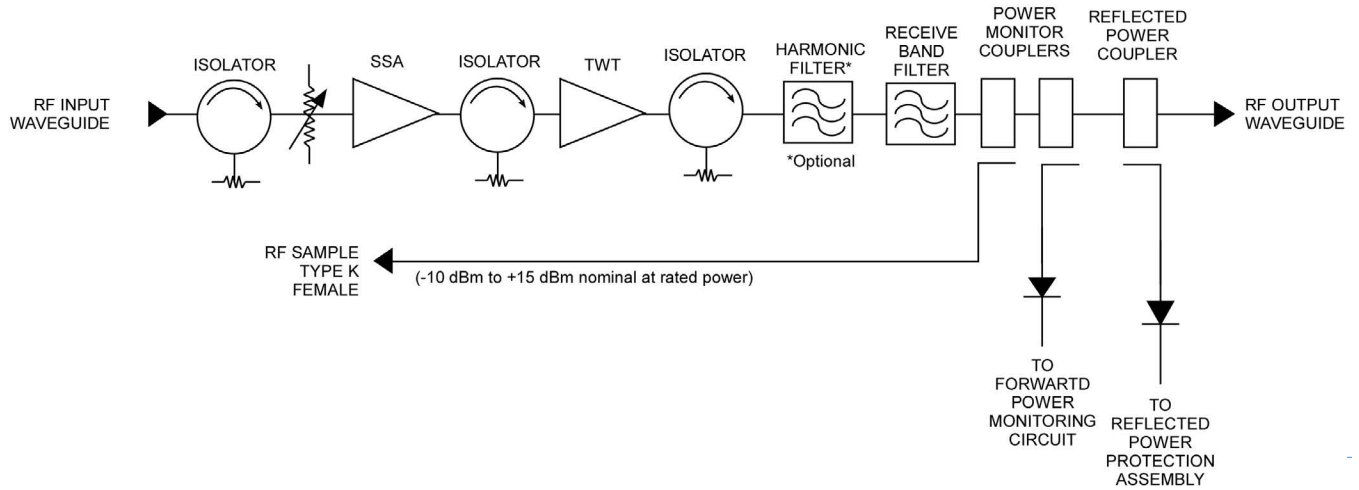 POWER
MONITOR
COUPLERS
REFLECTED
POWER
COUPLER
RECEIVE
BAND
FILTER
HARMONIC
FILTER*
ISOLATOR
SSA
ISOLATOR
TWT
ISOLATOR
RF INPUT
WAVEGUIDE
RF OUTPUT
WAVEGUIDE
*Optional
RF SAMPLE
TYPE K
FEMALE
(-10 dBm to +15 dBm nominal at rated power)
TO
FORWARTD
POWER
MONITORING
CIRCUIT
TO
REFLECTED
POWER
PROTECTION
ASSEMBLY